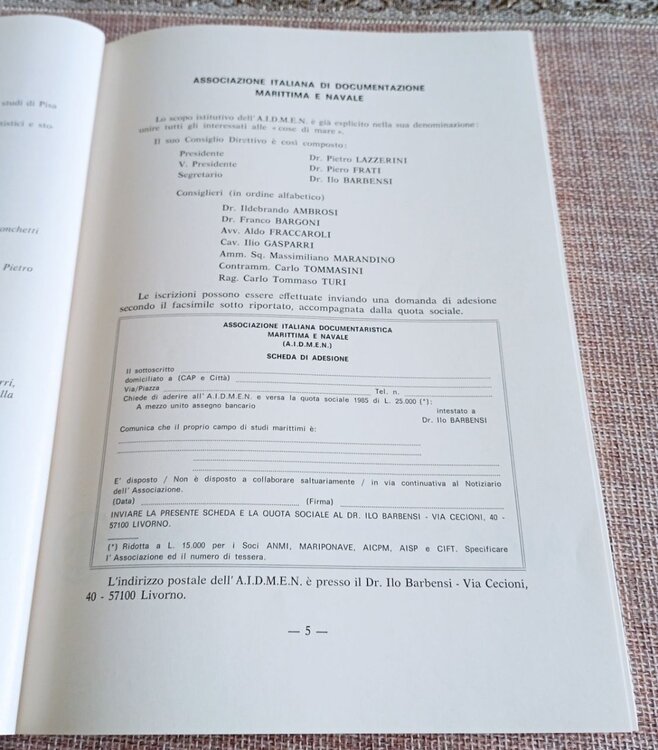 studi di Pisa
istici e sto-
onchetti
Pietro
rri,
lla
ASSOCIAZIONE ITALIANA DI DOCUMENTAZIONE
MARITTIMA E NAVALE
Lo scopo istitutivo dell'A.I.D.M.E.N. è già esplicito nella sua denominazione:
unire tutti gli interessati alle « cose di mare ».
Il suo Consiglio Direttivo è così composto:
Presidente Dr. Pietro LAZZERINI
V. Presidente Dr. Piero FRATI
Segretario Dr. Ilo BARBENSI
Consiglieri (in ordine alfabetico)
Dr. Ildebrando AMBROSI
Dr. Franco BARGONI
Avv. Aldo FRACCAROLI
Cav. Ilio GASPARRI
Amm. Sq. Massimiliano MARANDINO
Contramm. Carlo TOMMASINI
Rag. Carlo Tommaso TURI
Le iscrizioni possono essere effettuate inviando una domanda di adesione
secondo il facsimile sotto riportato, accompagnata dalla quota sociale.
ASSOCIAZIONE ITALIANA DOCUMENTARISTICA
MARITTIMA E NAVALE
(A.I.D.M.E.N.)
SCHEDA DI ADESIONE
Il sottoscritto
domiciliato a (CAP e Città)
Via/Piazza Tel. n.
Chiede di aderire all'A.I.D.M.E.N. e versa la quota sociale 1985 di L. 25.000 (*):
A mezzo unito assegno bancario intestato a
Dr. Ilo BARBENSI
Comunica che il proprio campo di studi marittimi è:
E' disposto / Non è disposto a collaborare saltuariamente / in via continuativa al Notiziario
dell'Associazione.
(Data) (Firma)
INVIARE LA PRESENTE SCHEDA E LA QUOTA SOCIALE AL DR. ILO BARBENSI - VIA CECIONI, 40 -
57100 LIVORNO.
(*) Ridotta a L. 15.000 per i Soci ANMI, MARIPONAVE, AICPM, AISP e CIFT. Specificare
l'Associazione ed il numero di tessera.
L'indirizzo postale dell'A.I.D.M.E.N. è presso il Dr. Ilo Barbensi - Via Cecioni,
40 - 57100 Livorno.
— 5 —